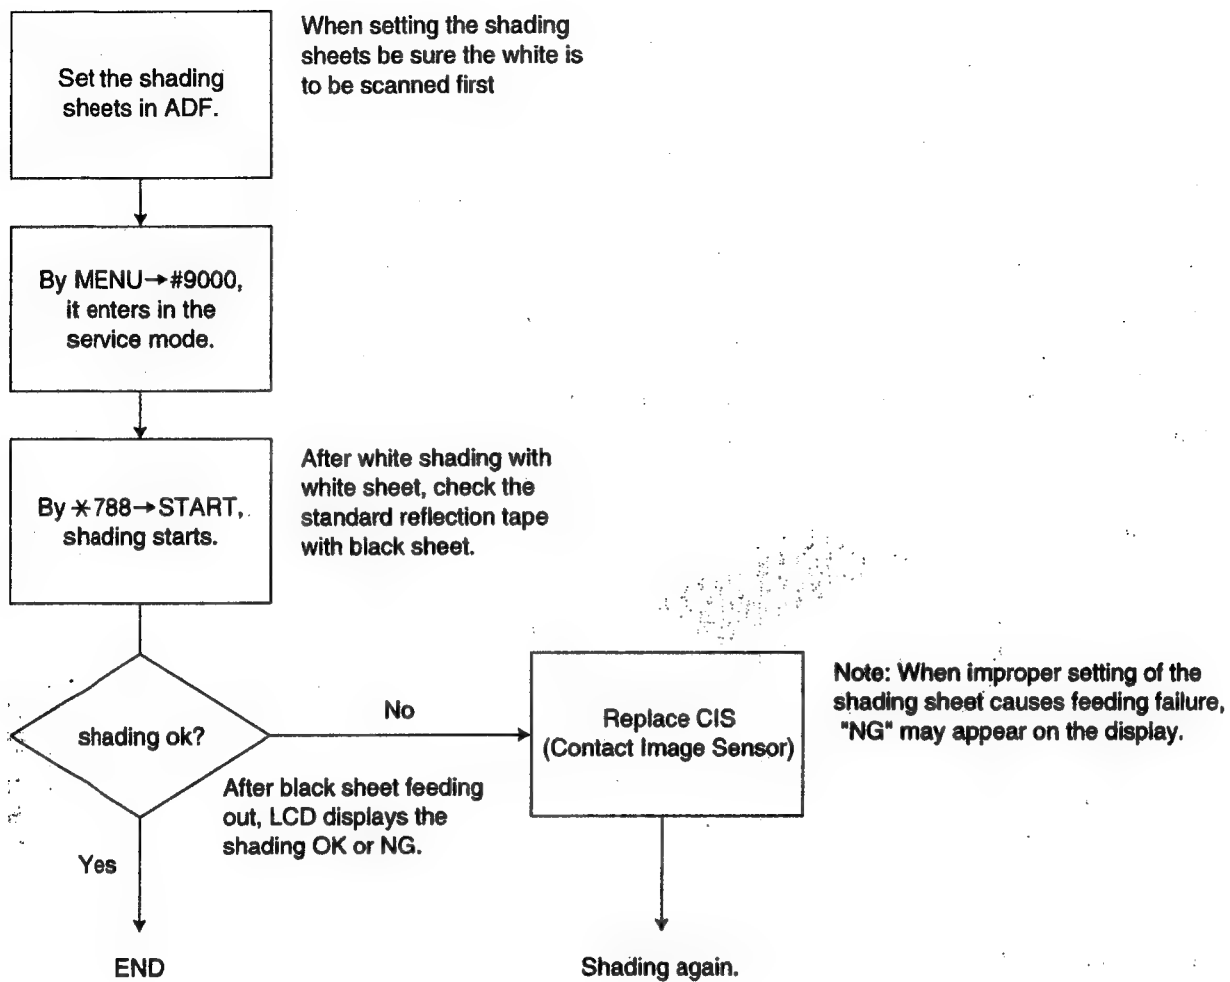 Set the shading
sheets in ADF.
When setting the shading
sheets be sure the white is
to be scanned first
By MENU→#9000,
it enters in the
service mode.
By ✳788→START,
shading starts.
After white shading with
white sheet, check the
standard reflection tape
with black sheet.
shading ok?
No
After black sheet feeding
out, LCD displays the
shading OK or NG.
Yes
END
Replace CIS
(Contact Image Sensor)
Note: When improper setting of the
shading sheet causes feeding failure,
"NG" may appear on the display.
Shading again.